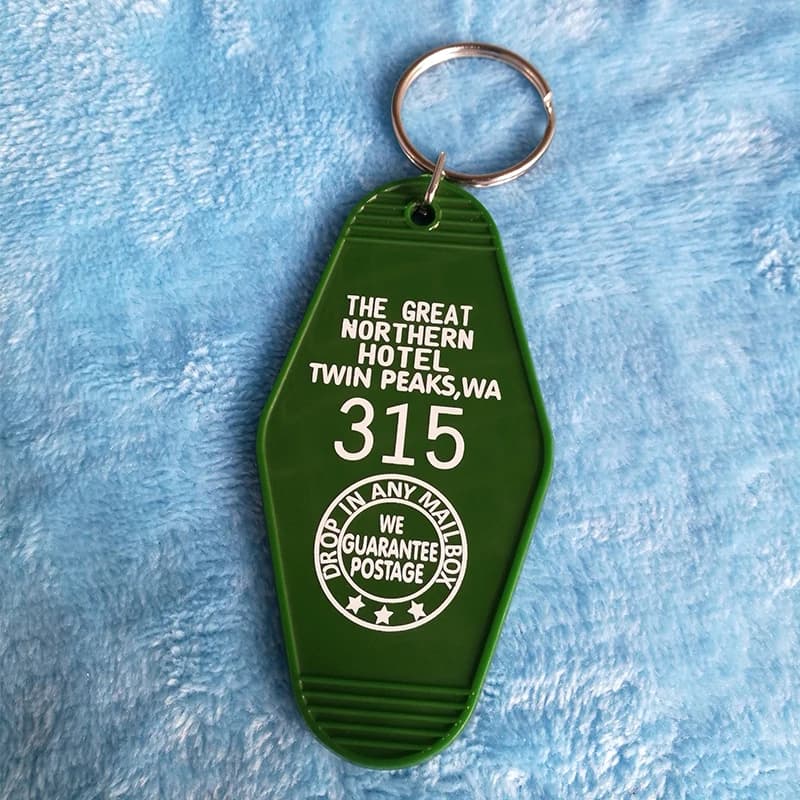 THE GREAT
NORTHERN
HOTEL
TWIN PEAKS,WA
315
DROP IN ANY MAILBOX
WE
GUARANTEE
POSTAGE